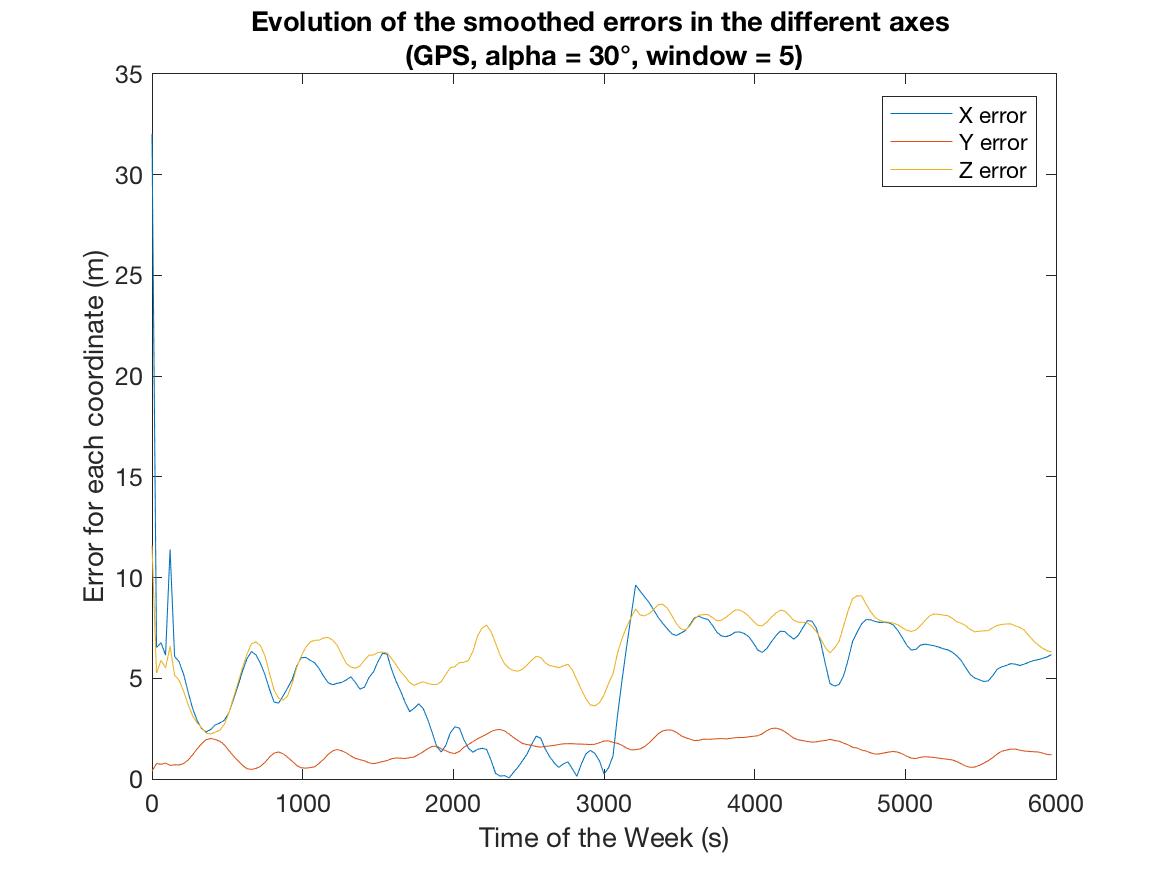 Evolution of the smoothed errors in the different axes
(GPS, alpha = 30°, window = 5)
35
30
25
20
15
10
5
0
Error for each coordinate (m)
X error
Y error
Z error
0 1000 2000 3000 4000 5000 6000
Time of the Week (s)